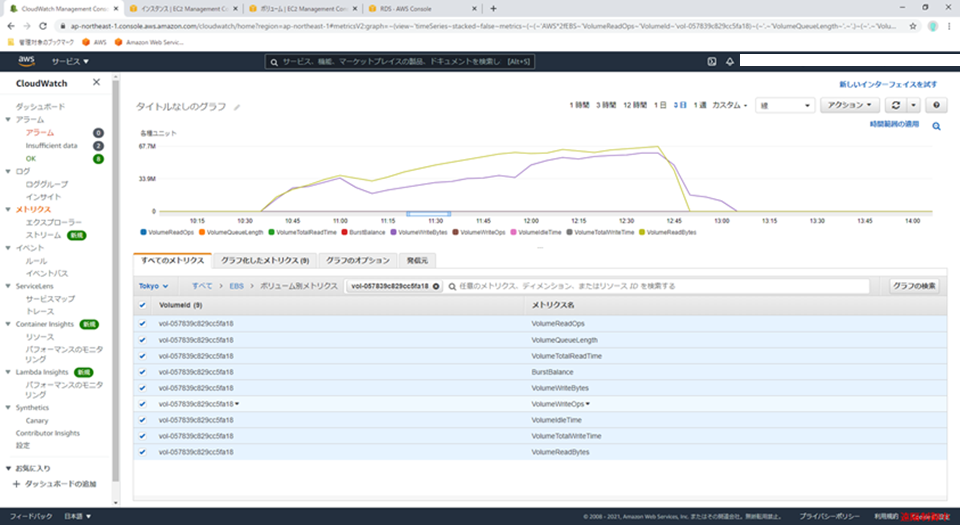 CloudWatch Management Conso
インスタンス | EC2 Management Con
ボリューム | EC2 Management Con
RDS · AWS Console
ap-northeast-1.console.aws.amazon.com/cloudwatch/home?region=ap-northeast-1#metricsV2:graph=~(view~'timeSeries~stacked~false~metrics~(~(~'AWS*2fEBS~'VolumeReadOps~'VolumeId~'vol-057839c829cc5fa18)~(~'.~'VolumeQueueLength~'.~'.)~(~'.~'Volu
管理対象のブックマーク AWS Amazon Web Servic...
aws サービス サービス、機能、マーケットプレイスの製品、ドキュメントを検索し [Alt+S]
CloudWatch
新しいインターフェイスを試す
ダッシュボード
アラーム
アラーム 0
Insufficient data 2
OK 8
ログ
ロググループ
インサイト
メトリクス
エクスプローラー
ストリーム 新規
イベント
ルール
イベントバス
ServiceLens
サービスマップ
トレース
Container Insights 新規
リソース
パフォーマンスのモニタ
リング
Lambda Insights 新規
パフォーマンスのモニタ
リング
Synthetics
Canary
Contributor Insights
設定
お気に入り
ダッシュボードの追加
タイトルなしのグラフ
1 時間 3 時間 12 時間 1 日 3 日 1 週 カスタム 線 アクション
時間範囲の適用
各種ユニット
67.7M
33.9M
0
10:15 10:30 10:45 11:00 11:15 11:30 11:45 12:00 12:15 12:30 12:45 13:00 13:15 13:30 13:45 14:00
VolumeReadOps VolumeQueueLength VolumeTotalReadTime BurstBalance VolumeWriteBytes VolumeWriteOps VolumeIdleTime VolumeTotalWriteTime VolumeReadBytes
すべてのメトリクス グラフ化したメトリクス (9) グラフのオプション 発信元
Tokyo すべて EBS ボリューム別メトリクス vol-057839c829cc5fa18 任意のメトリクス、ディメンション、またはリソース ID を検索する グラフの検索
VolumeId (9) メトリクス名
vol-057839c829cc5fa18 VolumeReadOps
vol-057839c829cc5fa18 VolumeQueueLength
vol-057839c829cc5fa18 VolumeTotalReadTime
vol-057839c829cc5fa18 BurstBalance
vol-057839c829cc5fa18 VolumeWriteBytes
vol-057839c829cc5fa18 VolumeWriteOps
vol-057839c829cc5fa18 VolumeIdleTime
vol-057839c829cc5fa18 VolumeTotalWriteTime
vol-057839c829cc5fa18 VolumeReadBytes
フィードバック 日本語 © 2008 - 2021, Amazon Web Services, Inc. またはその関連会社。無断転用禁止。 プライバシーポリシー 利用規約